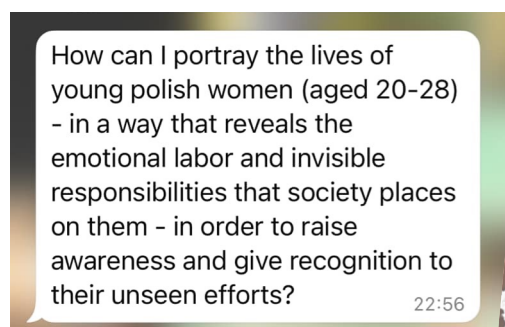 How can I portray the lives of
young polish women (aged 20-28)
- in a way that reveals the
emotional labor and invisible
responsibilities that society places
on them - in order to raise
awareness and give recognition to
their unseen efforts?
22:56